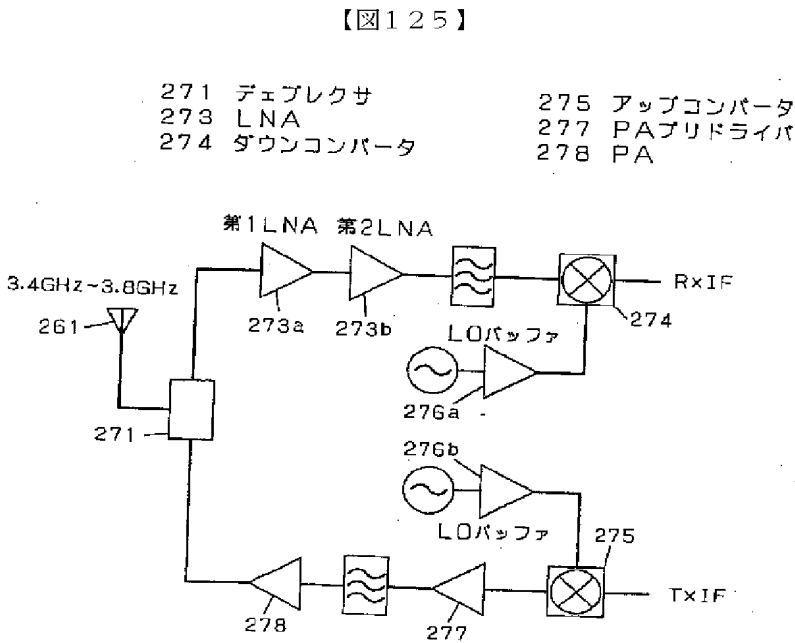 【図125】
271 デェプレクサ
273 LNA
274 ダウンコンバータ
275 アップコンバータ
277 PAプリドライバ
278 PA
第1LNA 第2LNA
3.4GHz~3.8GHz
RxIF
261
273a
273b
274
LOバッファ
276a
271
276b
LOバッファ
275
TxIF
278
277